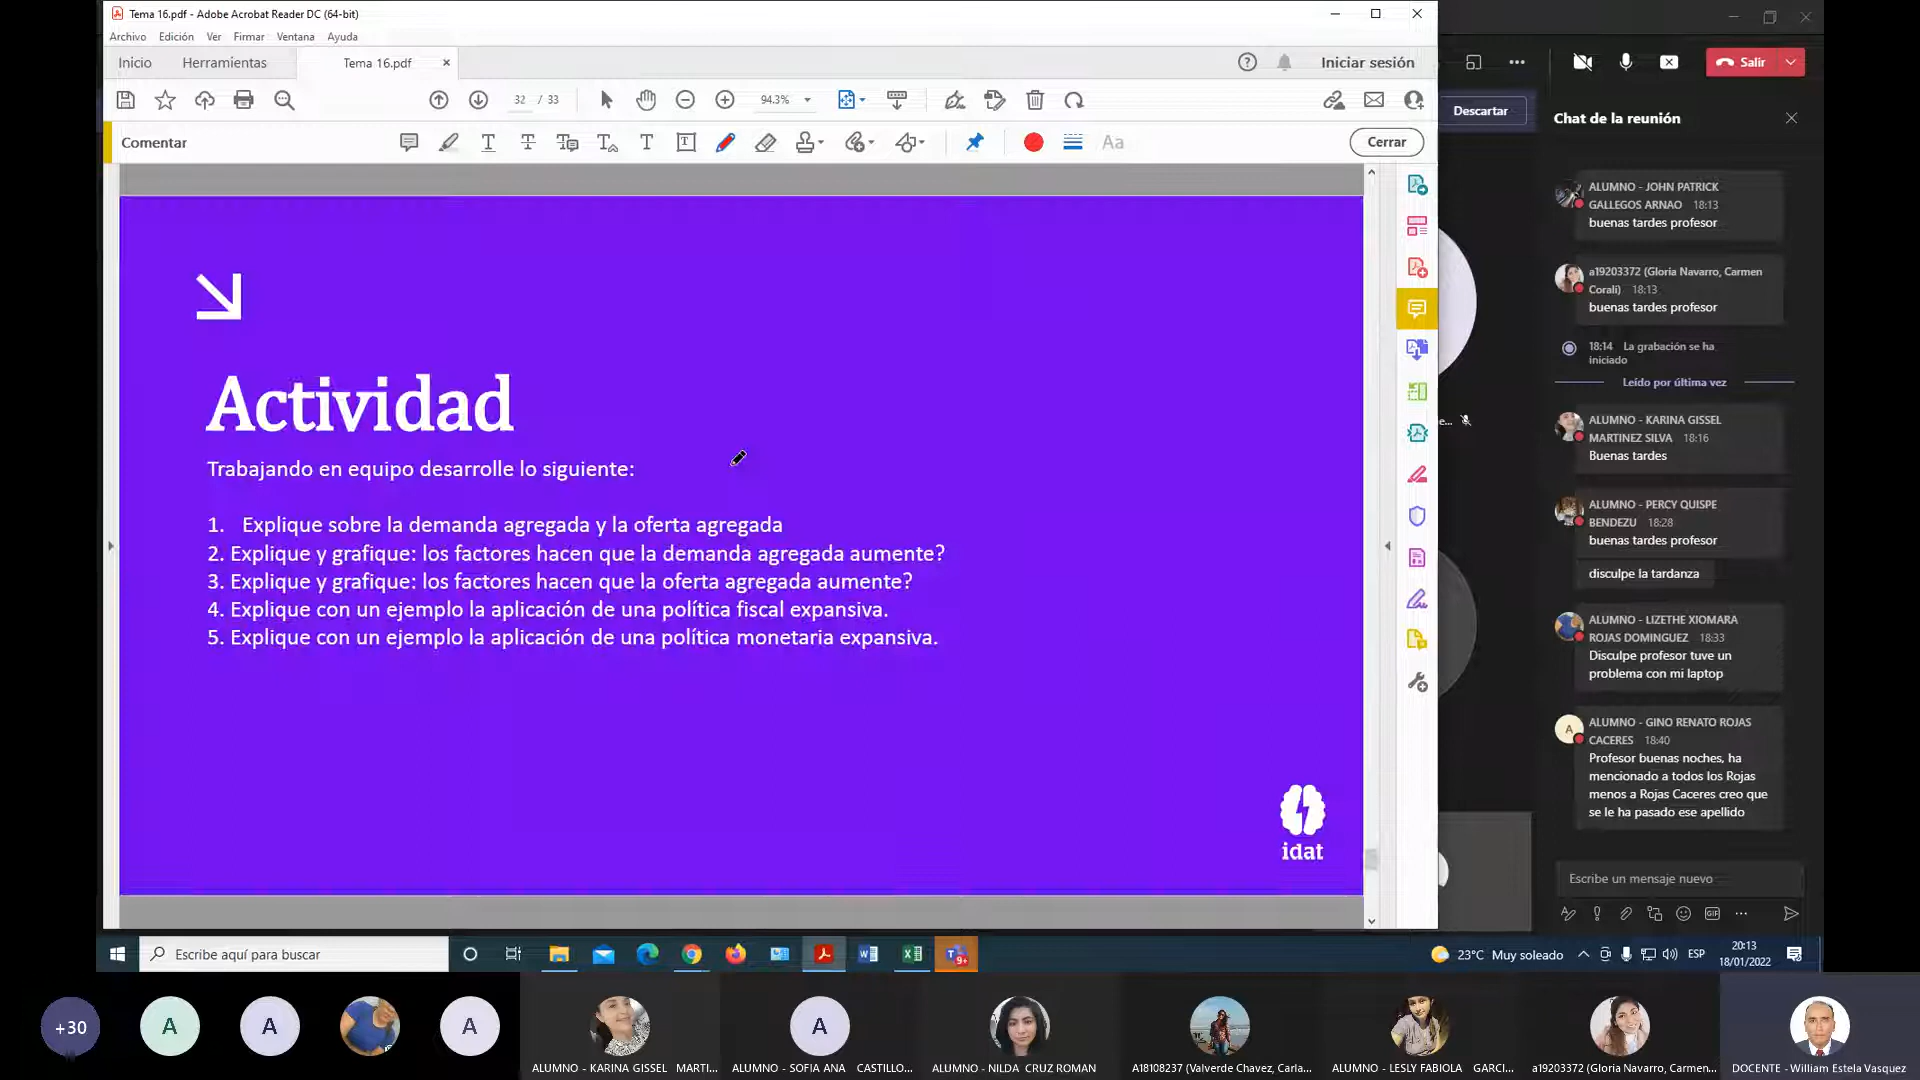 Tema 16.pdf - Adobe Acrobat Reader DC (64-bit)
Archivo Edición Ver Firmar Ventana Ayuda
Inicio Herramientas Tema 16.pdf × Iniciar sesión
32 / 33 94.3%
Comentar Aa Cerrar
Actividad
Trabajando en equipo desarrolle lo siguiente:
1. Explique sobre la demanda agregada y la oferta agregada
2. Explique y grafique: los factores hacen que la demanda agregada aumente?
3. Explique y grafique: los factores hacen que la oferta agregada aumente?
4. Explique con un ejemplo la aplicación de una política fiscal expansiva.
5. Explique con un ejemplo la aplicación de una política monetaria expansiva.
idat
Salir
Descartar
Chat de la reunión
ALUMNO - JOHN PATRICK
GALLEGOS ARNAO 18:13
buenas tardes profesor
a19203372 (Gloria Navarro, Carmen
Corali) 18:13
buenas tardes profesor
18:14 La grabación se ha
iniciado
Leído por última vez
ALUMNO - KARINA GISSEL
MARTINEZ SILVA 18:16
Buenas tardes
ALUMNO - PERCY QUISPE
BENDEZU 18:28
buenas tardes profesor
disculpe la tardanza
ALUMNO - LIZETHE XIOMARA
ROJAS DOMINGUEZ 18:33
Disculpe profesor tuve un
problema con mi laptop
A
ALUMNO - GINO RENATO ROJAS
CACERES 18:40
Profesor buenas noches, ha
mencionado a todos los Rojas
menos a Rojas Caceres creo que
se le ha pasado ese apellido
e...
Escribe un mensaje nuevo
GIF
Escribe aquí para buscar
9+
23°C Muy soleado
ESP
20:13
18/01/2022
+30 A A A A
ALUMNO - KARINA GISSEL MARTI...
ALUMNO - SOFIA ANA CASTILLO...
ALUMNO - NILDA CRUZ ROMAN
A18108237 (Valverde Chavez, Carla...
ALUMNO - LESLY FABIOLA GARCI...
a19203372 (Gloria Navarro, Carmen...
DOCENTE - William Estela Vasquez